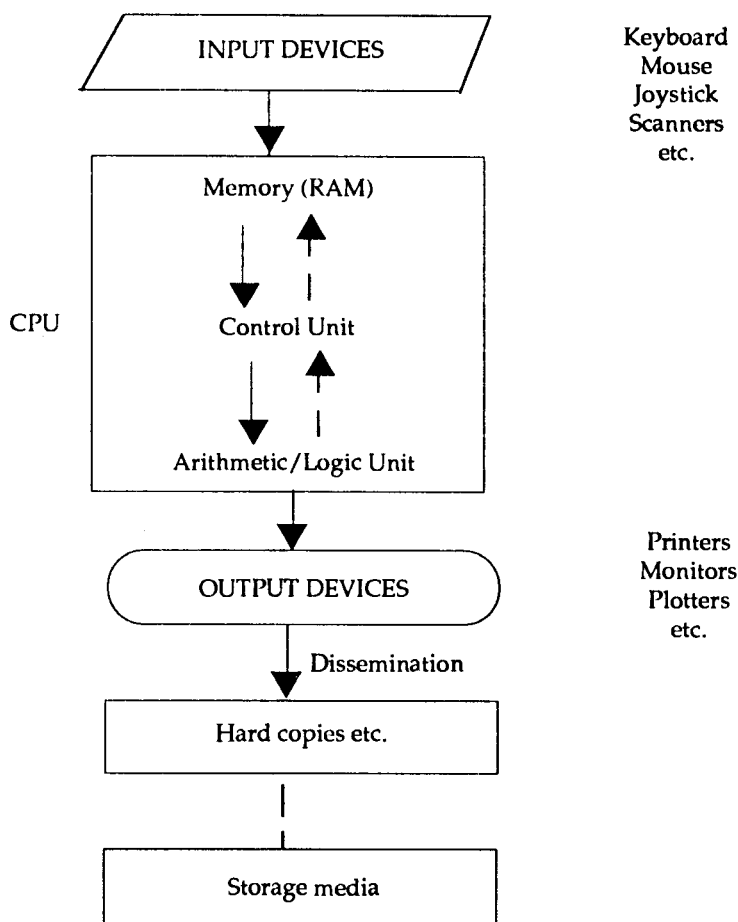 INPUT DEVICES
Keyboard
Mouse
Joystick
Scanners
etc.
Memory (RAM)
CPU
Control Unit
Arithmetic/Logic Unit
OUTPUT DEVICES
Printers
Monitors
Plotters
etc.
Dissemination
Hard copies etc.
Storage media